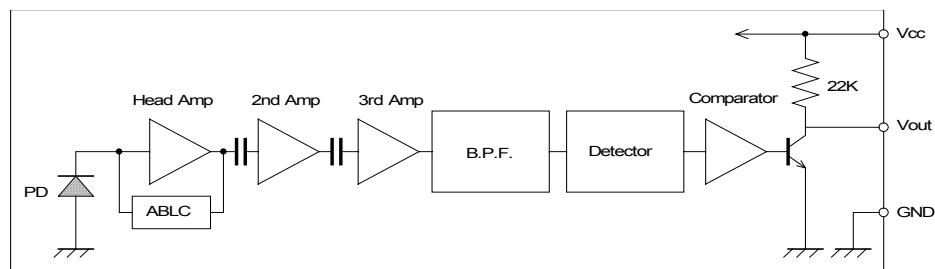 Vcc
22K
Head Amp
2nd Amp
3rd Amp
Comparator
Vout
B.P.F.
Detector
PD
ABLC
GND